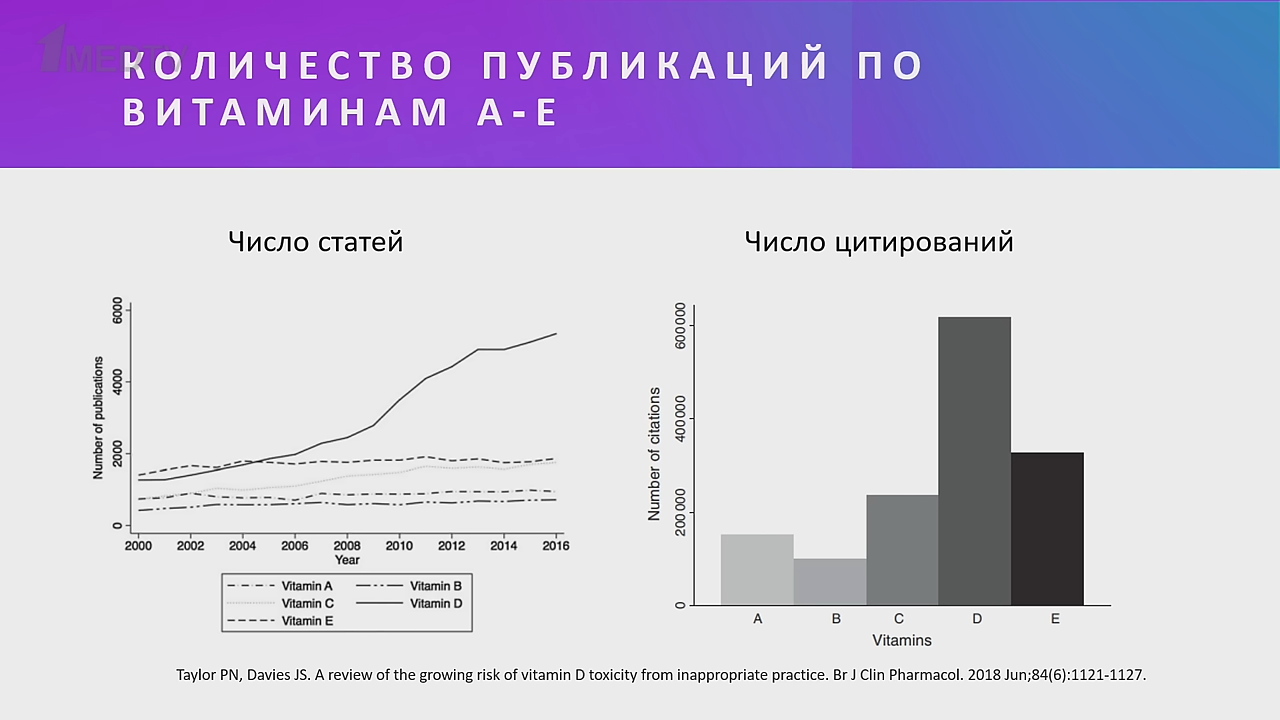 1МЕДTV
КОЛИЧЕСТВО ПУБЛИКАЦИЙ ПО
ВИТАМИНАМ А-Е
Число статей
Число цитирований
Number of publications
6000
4000
2000
0
2000 2002 2004 2006 2008 2010 2012 2014 2016
Year
Vitamin A Vitamin B
Vitamin C Vitamin D
Vitamin E
Number of citations
600000
400000
200000
0
A B C D E
Vitamins
Taylor PN, Davies JS. A review of the growing risk of vitamin D toxicity from inappropriate practice. Br J Clin Pharmacol. 2018 Jun;84(6):1121-1127.